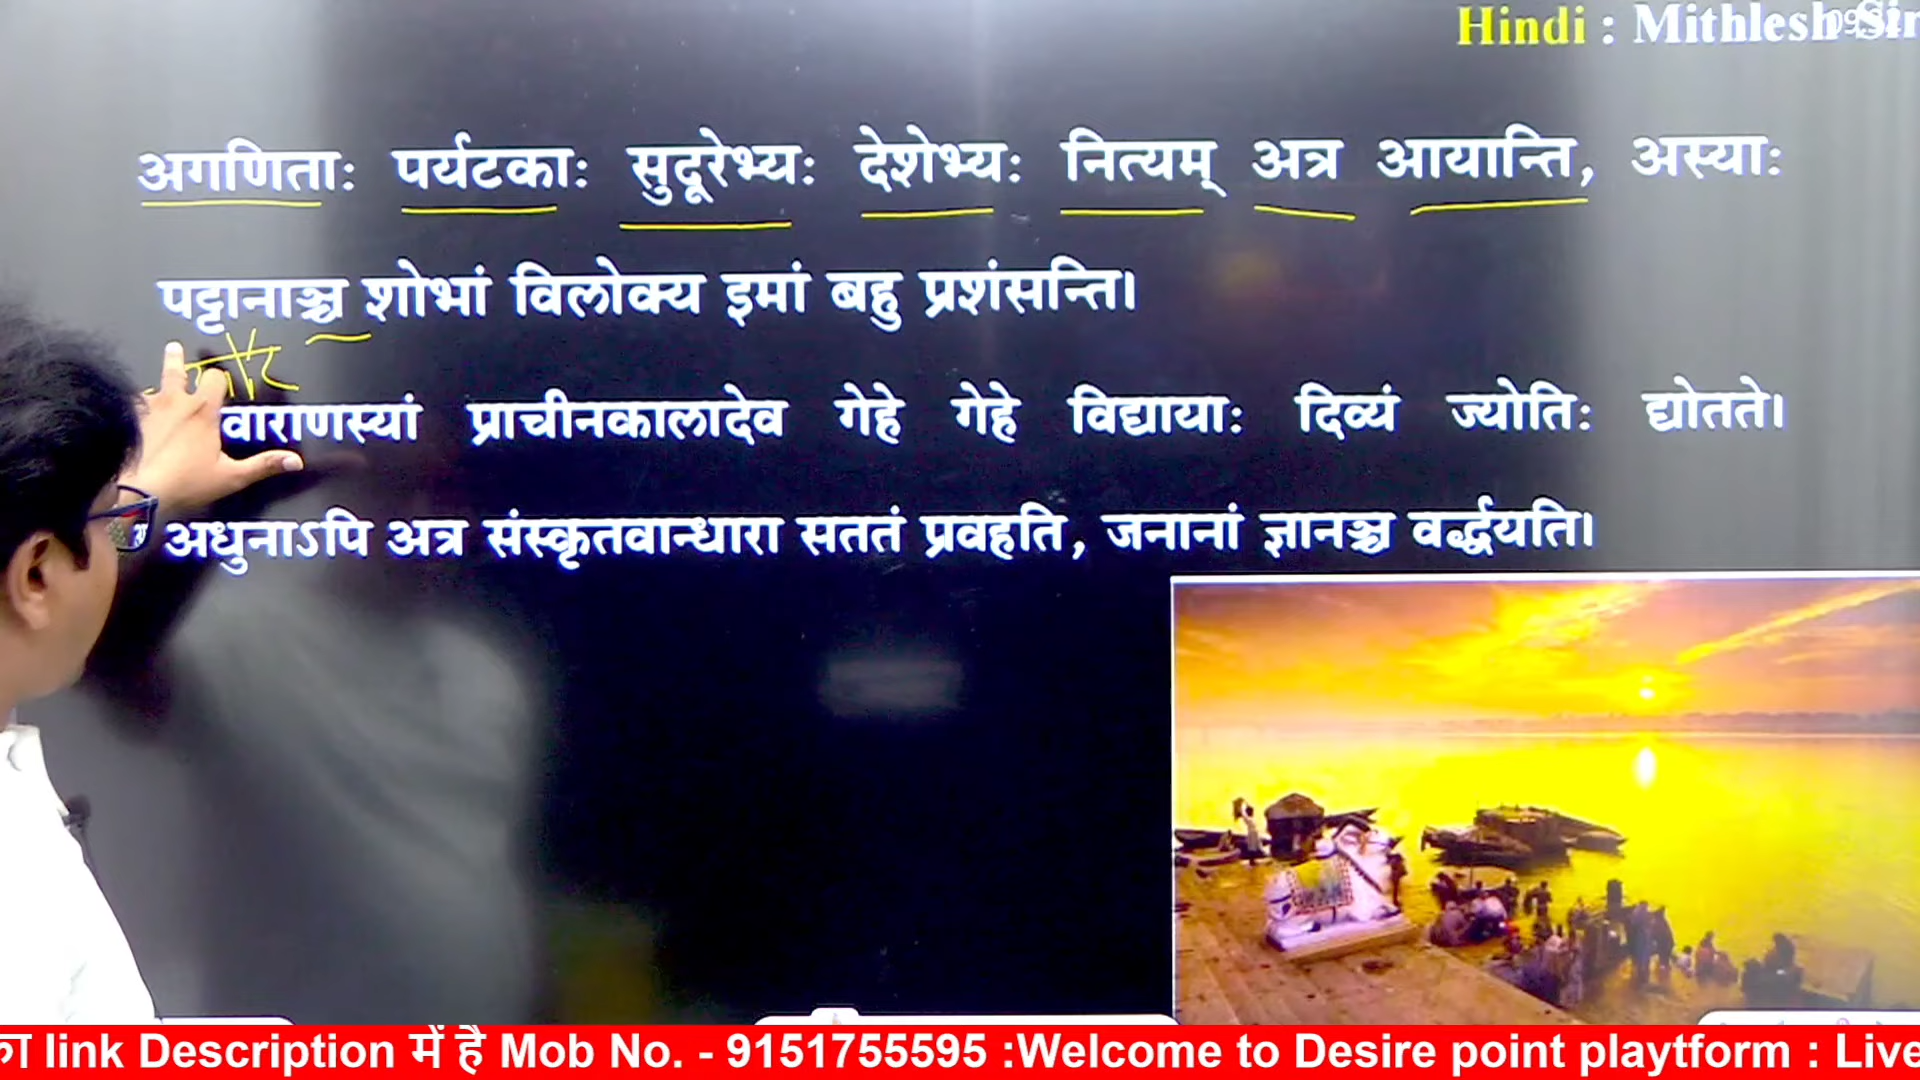 Hindi : Mithlesh Sir
अगणिताः पर्यटकाः सुदूरेभ्यः देशेभ्यः नित्यम् अत्र आयान्ति, अस्याः
पट्टानाञ्च शोभां विलोक्य इमां बहु प्रशंसन्ति।
वाराणस्यां प्राचीनकालादेव गेहे गेहे विद्यायाः दिव्यं ज्योतिः द्योतते।
अधुनाऽपि अत्र संस्कृतवान्धारा सततं प्रवहति, जनानां ज्ञानञ्च वर्द्धयति।
का link Description में है Mob No. - 9151755595 :Welcome to Desire point playtform : Live